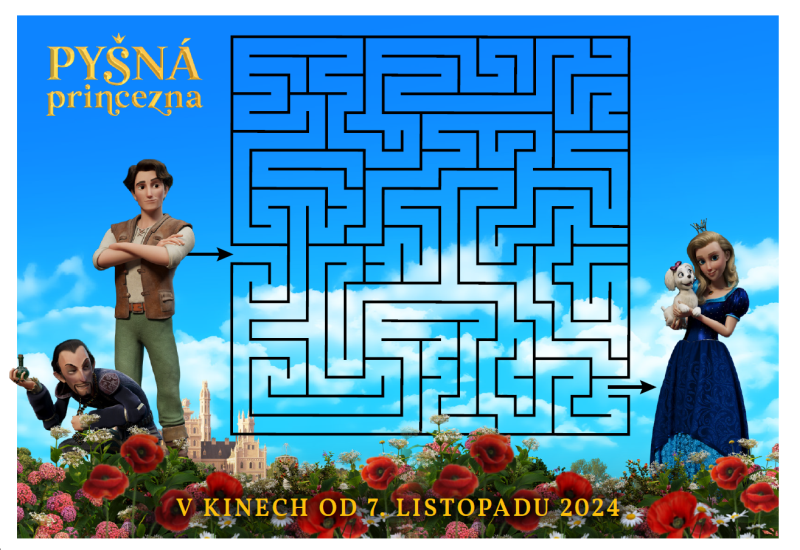 PYŠNÁ
princezna
V KINECH OD 7. LISTOPADU 2024